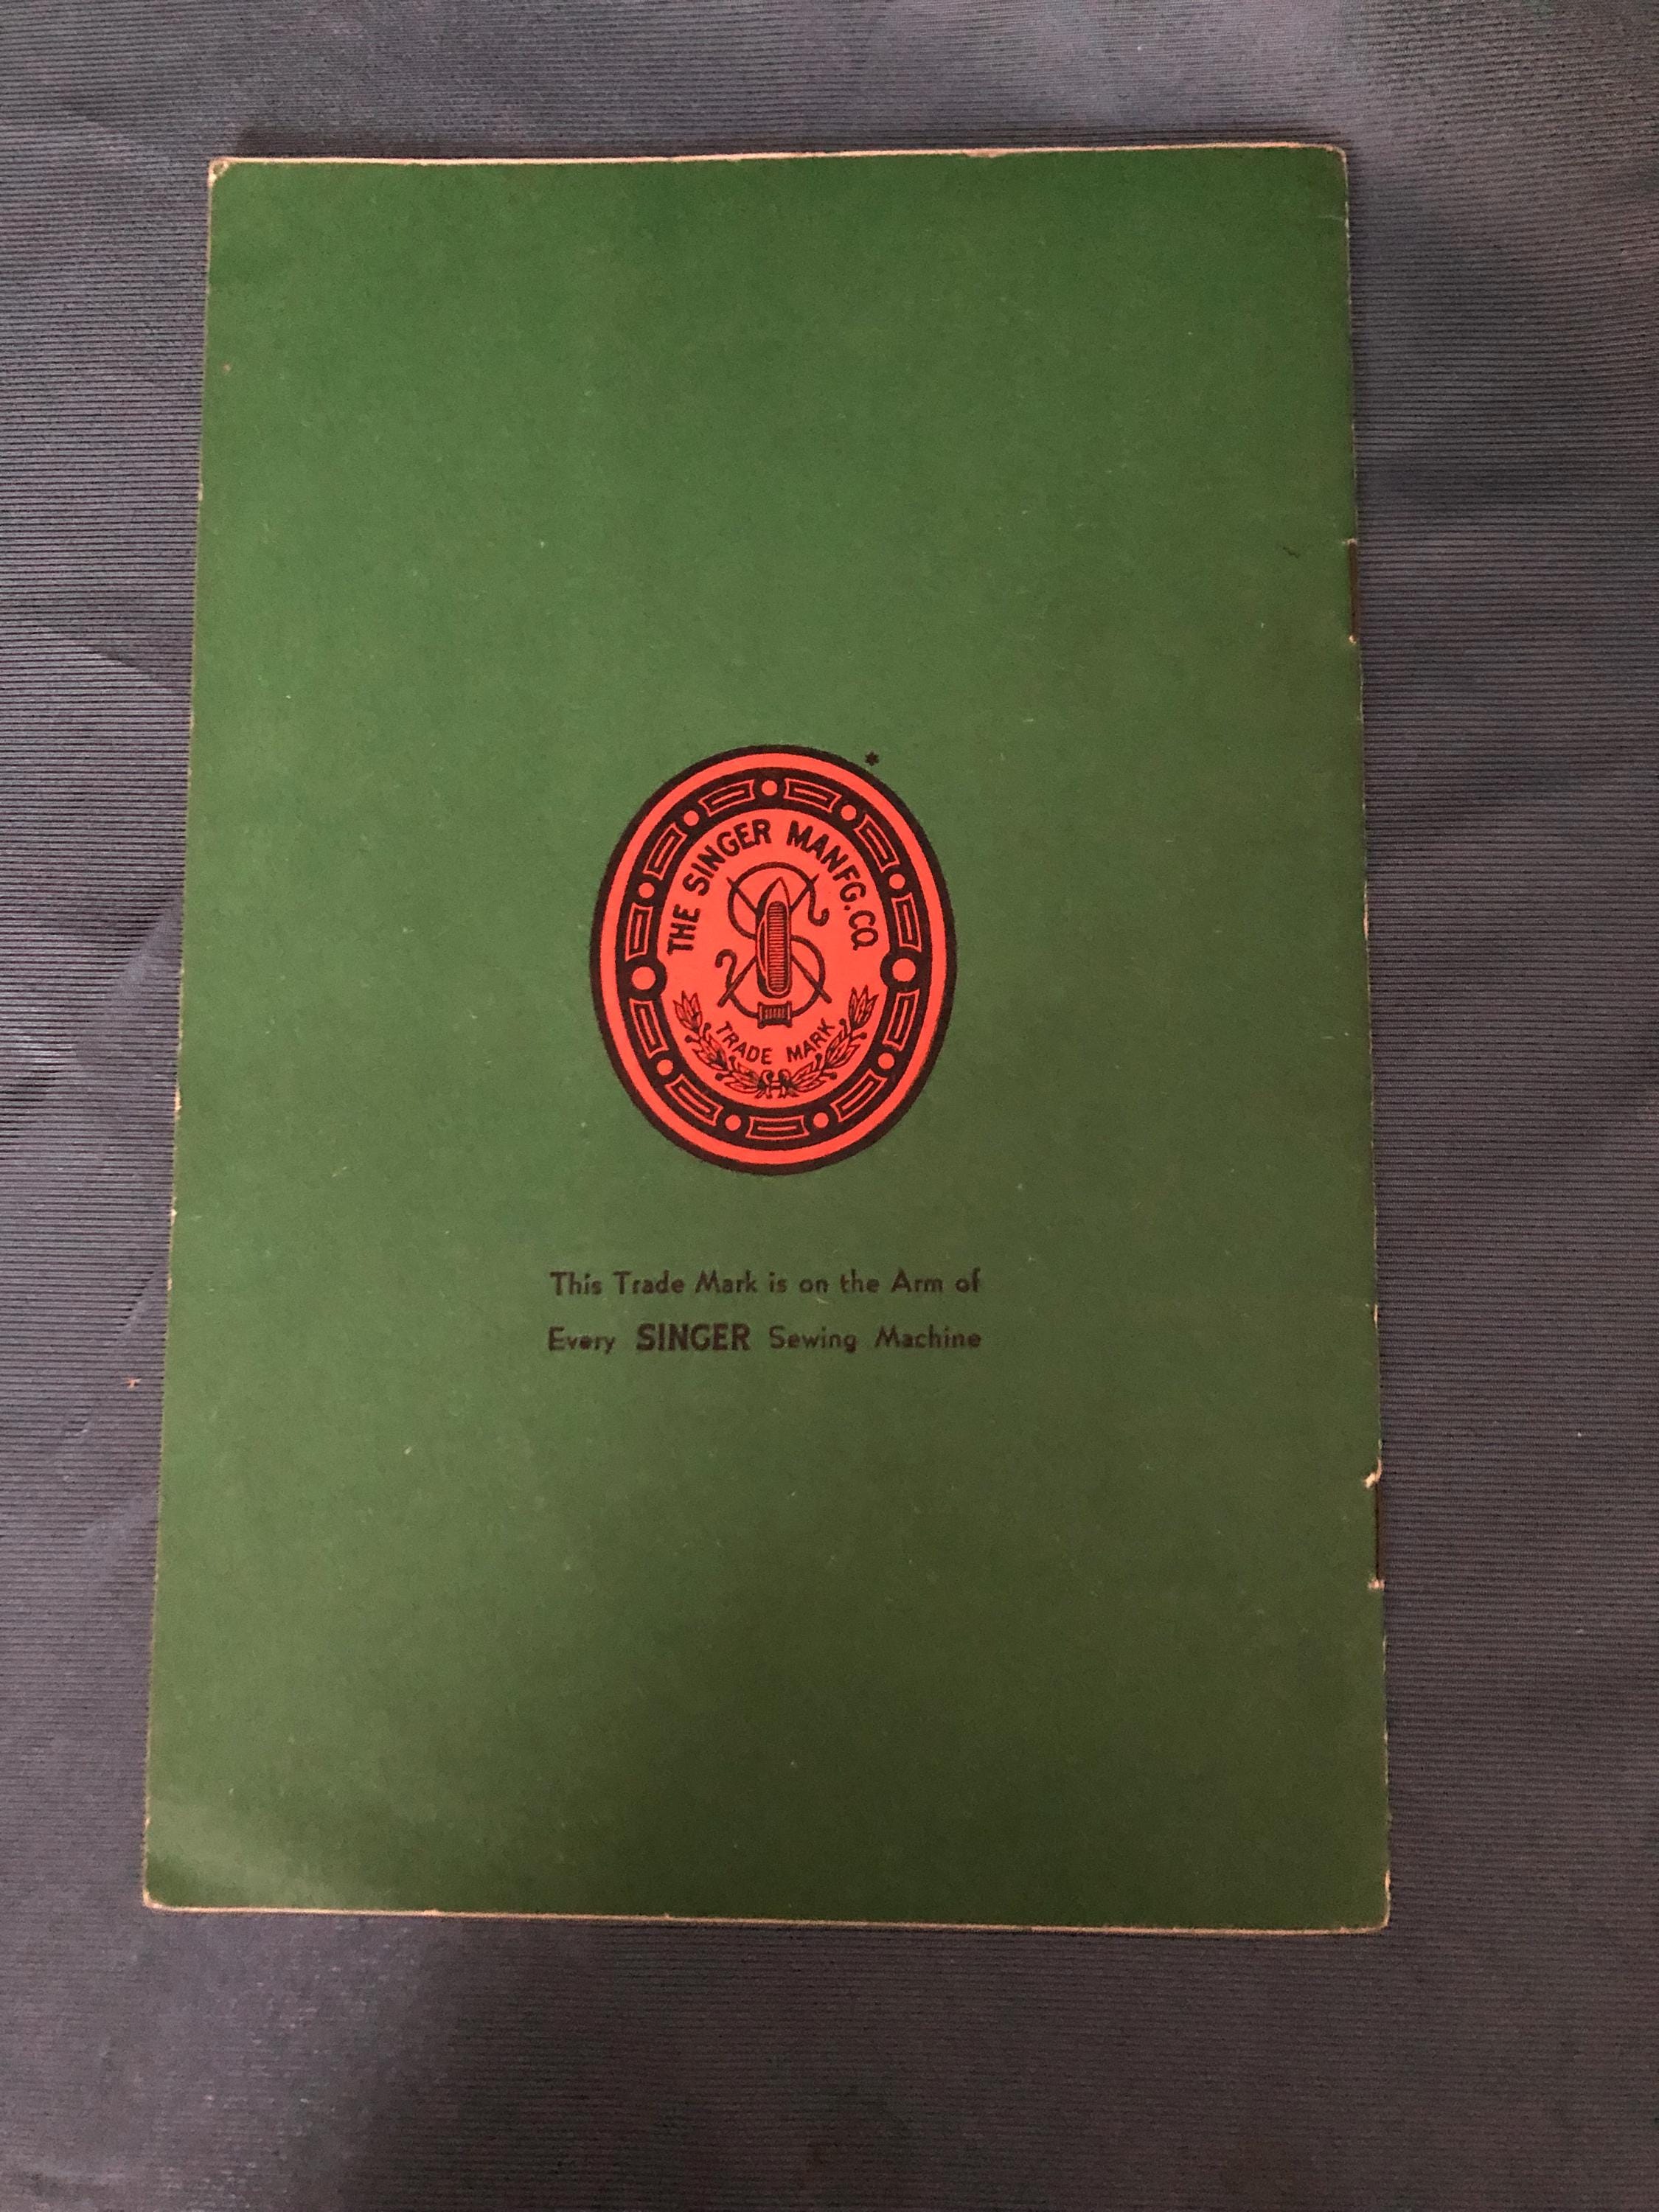 *
THE SINGER MANFG. CO
TRADE MARK
This Trade Mark is on the Arm of
Every SINGER Sewing Machine